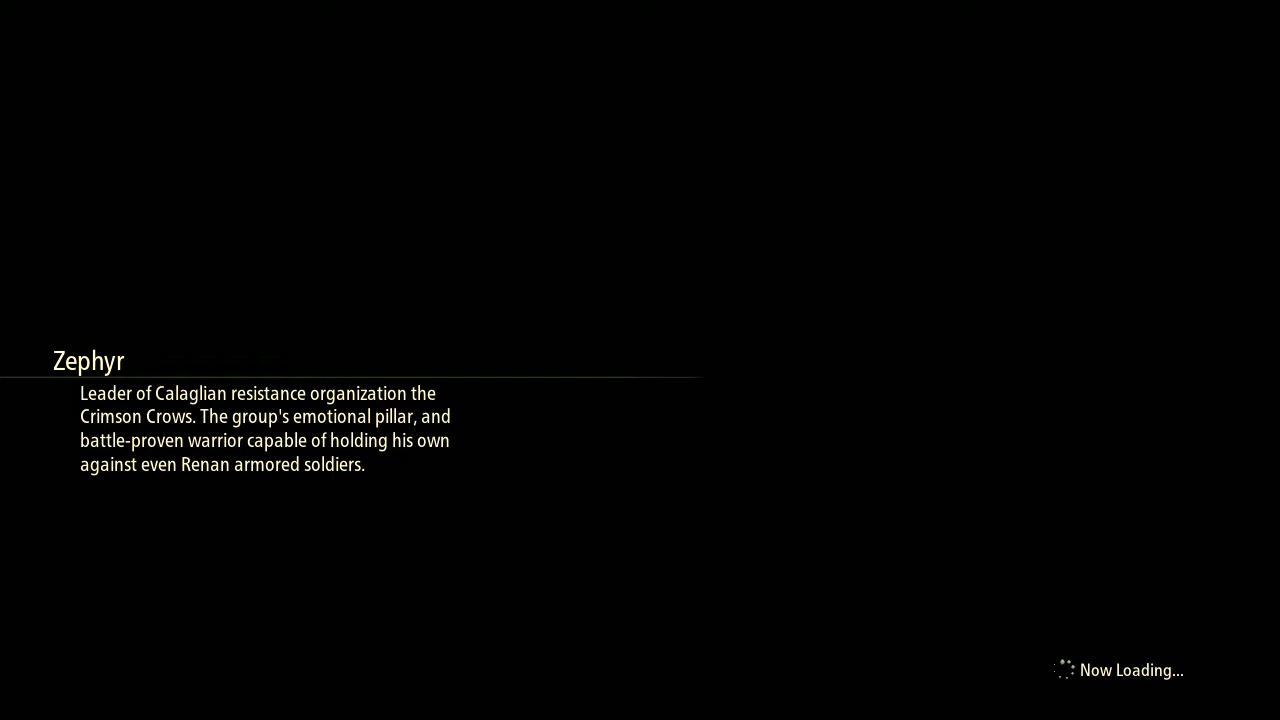 Zephyr
Leader of Calaglian resistance organization the
Crimson Crows. The group's emotional pillar, and
battle-proven warrior capable of holding his own
against even Renan armored soldiers.
Now Loading...